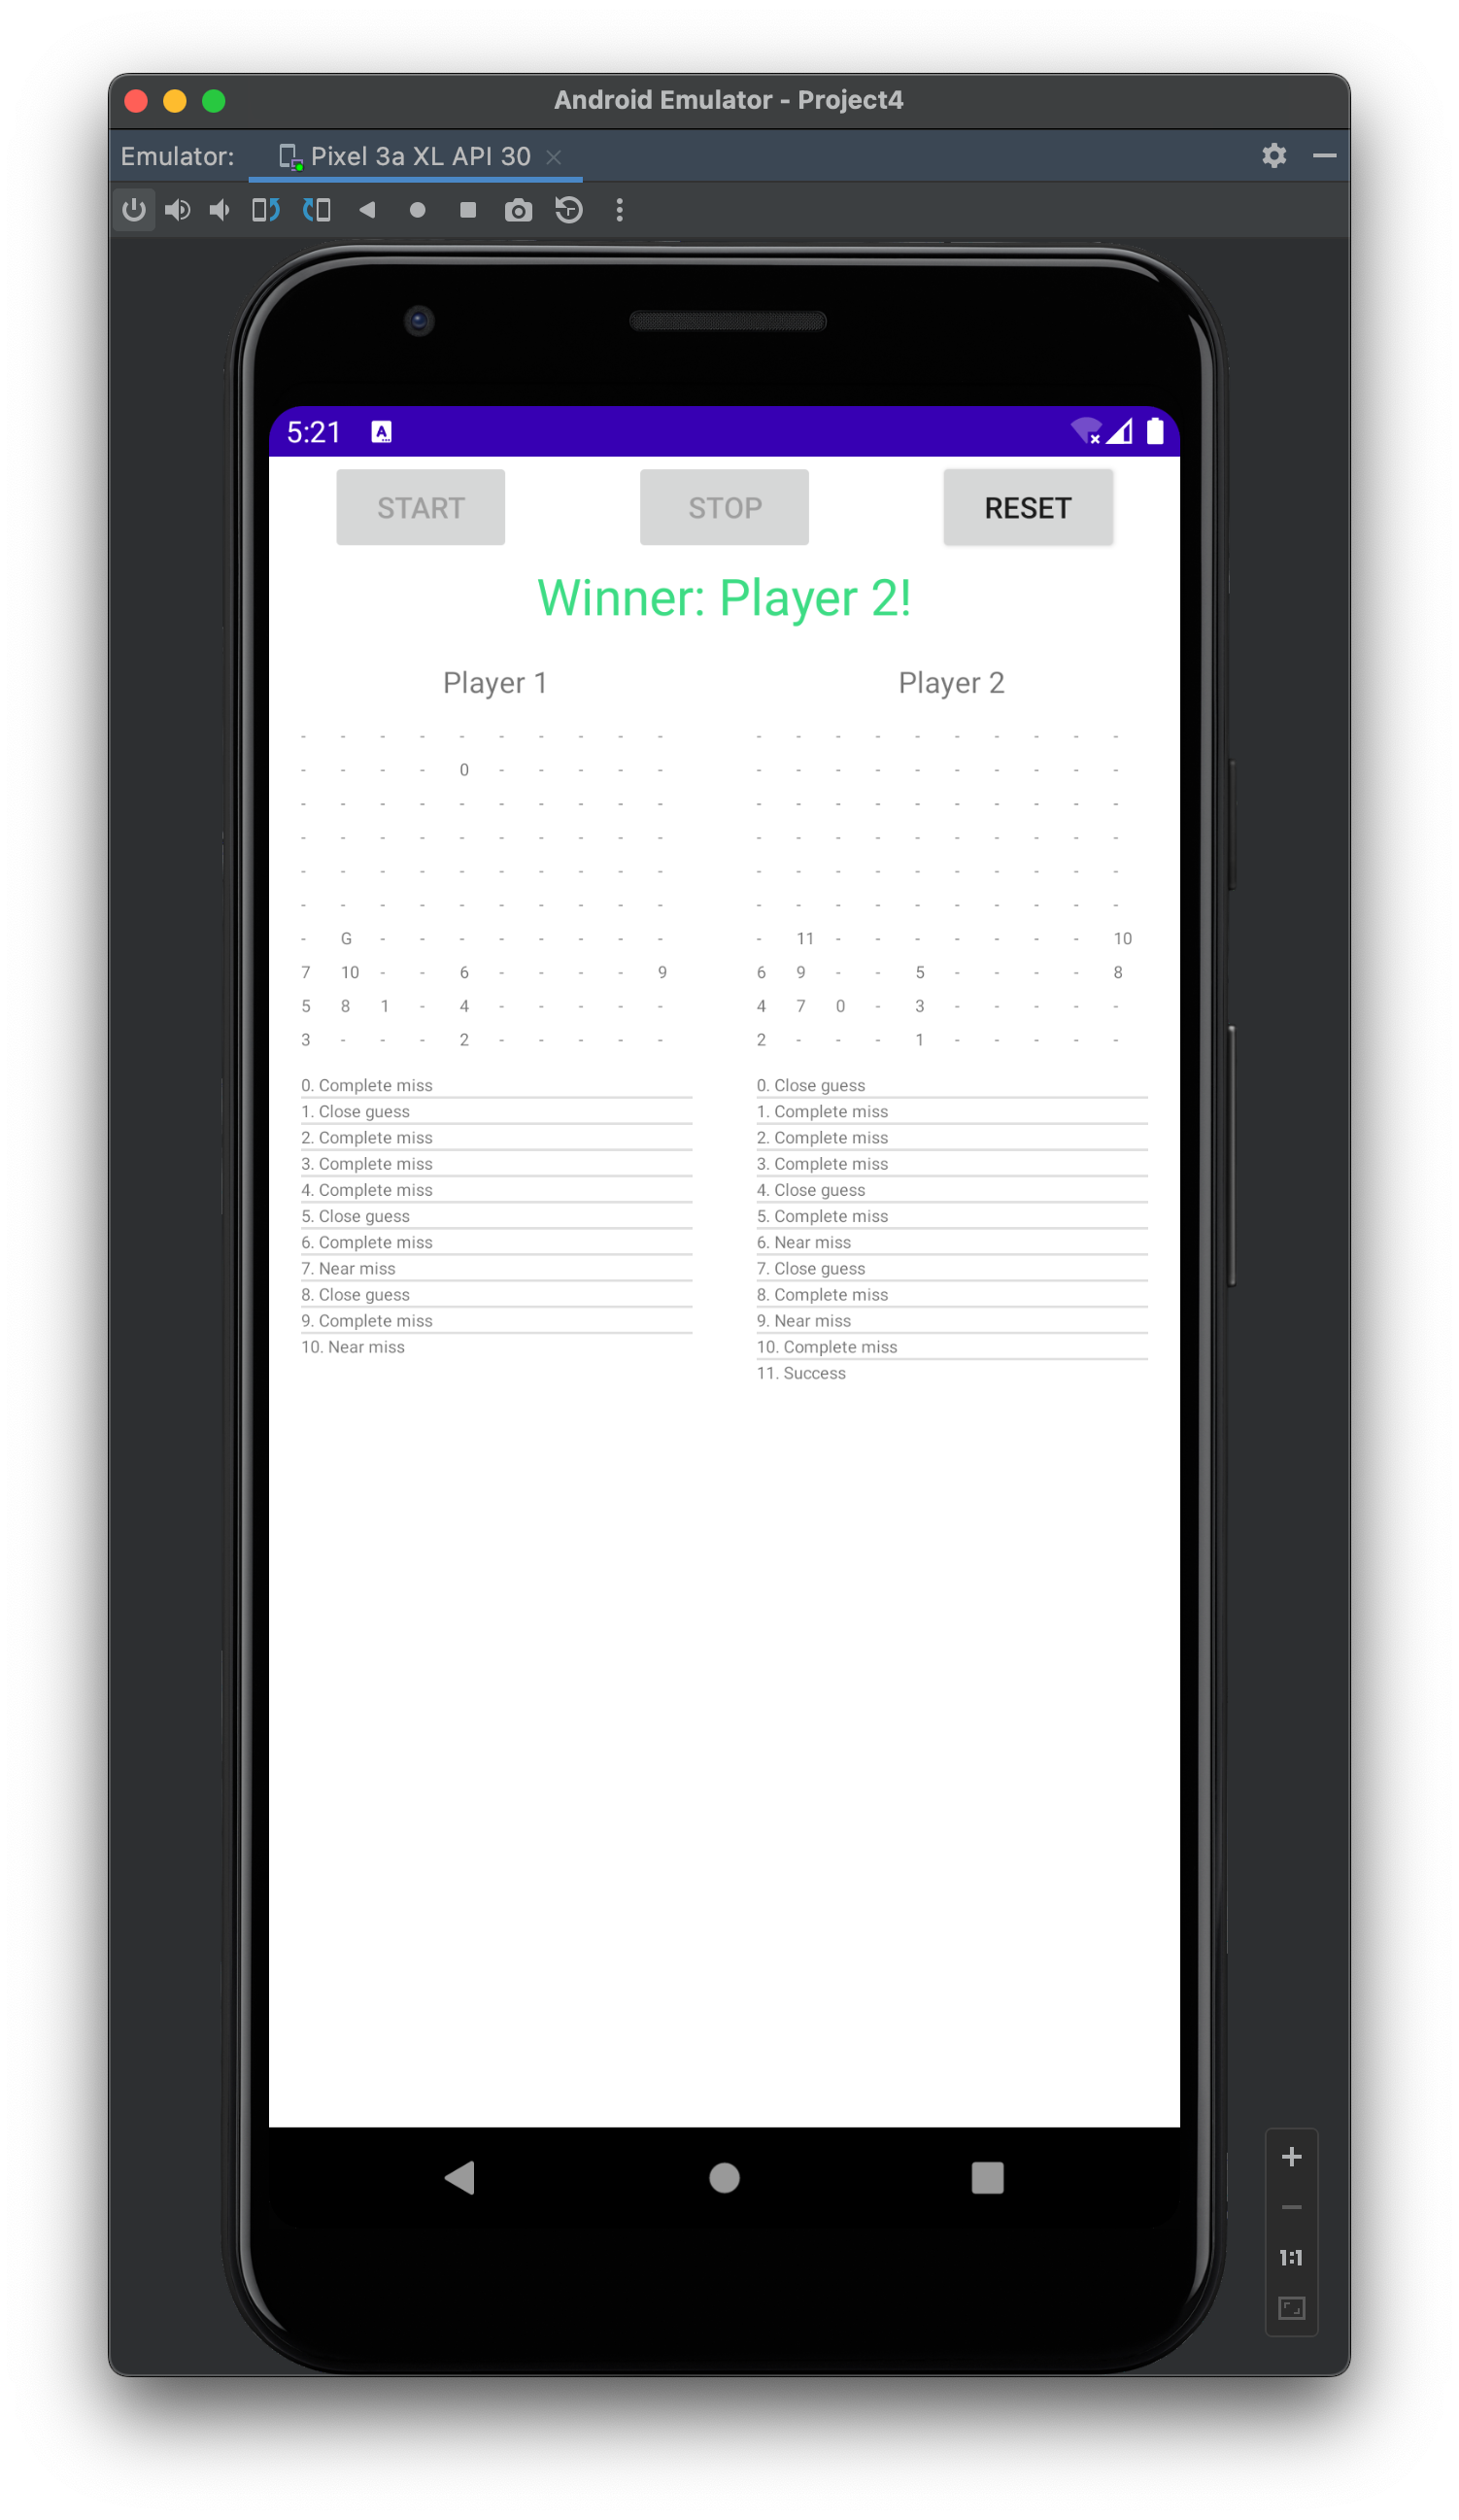 Android Emulator - Project4
Emulator: Pixel 3a XL API 30
5:21 A
START STOP RESET
Winner: Player 2!
Player 1 Player 2
- - - - - - - - - - - - - - - - - - - -
- - - - 0 - - - - - - - - - - - - - - -
- - - - - - - - - - - - - - - - - - - -
- - - - - - - - - - - - - - - - - - - -
- - - - - - - - - - - - - - - - - - - -
- - - - - - - - - - - - - - - - - - - -
- G - - - - - - - - - 11 - - - - - - - 10
7 10 - - 6 - - - - 9 6 9 - - 5 - - - - 8
5 8 1 - 4 - - - - - 4 7 0 - 3 - - - - -
3 - - - 2 - - - - - 2 - - - 1 - - - - -
0. Complete miss
1. Close guess
2. Complete miss
3. Complete miss
4. Complete miss
5. Close guess
6. Complete miss
7. Near miss
8. Close guess
9. Complete miss
10. Near miss
0. Close guess
1. Complete miss
2. Complete miss
3. Complete miss
4. Close guess
5. Complete miss
6. Near miss
7. Close guess
8. Complete miss
9. Near miss
10. Complete miss
11. Success
1:1